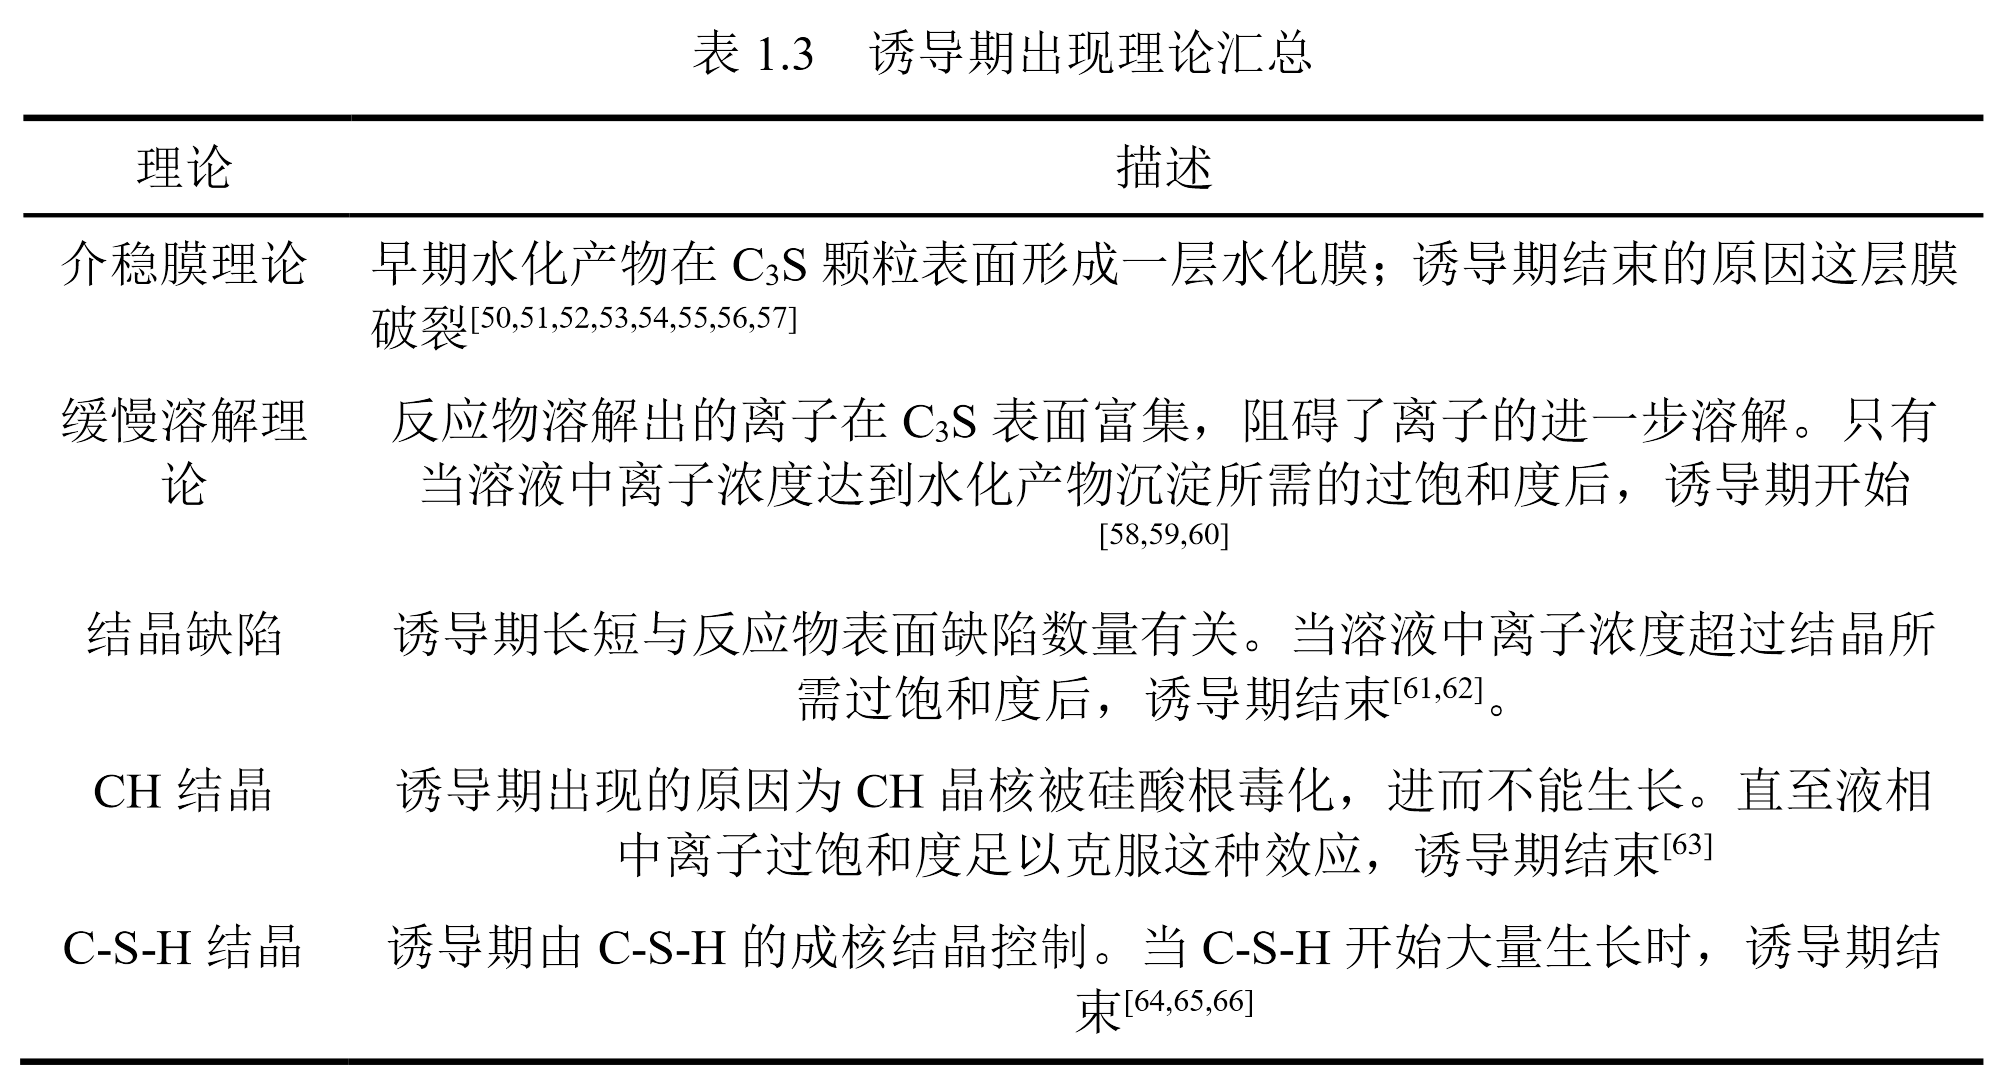 表 1.3 诱导期出现理论汇总
理论 描述
介稳膜理论 早期水化产物在 C₃S 颗粒表面形成一层水化膜；诱导期结束的原因这层膜
破裂[50,51,52,53,54,55,56,57]
缓慢溶解理 反应物溶解出的离子在 C₃S 表面富集，阻碍了离子的进一步溶解。只有
论 当溶液中离子浓度达到水化产物沉淀所需的过饱和度后，诱导期开始
[58,59,60]
结晶缺陷 诱导期长短与反应物表面缺陷数量有关。当溶液中离子浓度超过结晶所
需过饱和度后，诱导期结束[61,62]。
CH 结晶 诱导期出现的原因为 CH 晶核被硅酸根毒化，进而不能生长。直至液相
中离子过饱和度足以克服这种效应，诱导期结束[63]
C-S-H 结晶 诱导期由 C-S-H 的成核结晶控制。当 C-S-H 开始大量生长时，诱导期结
束[64,65,66]